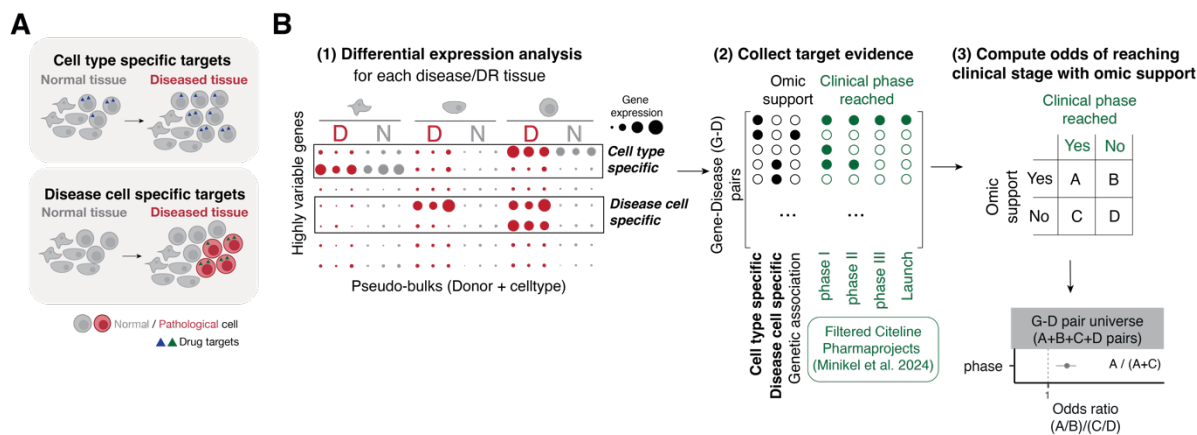 A
Cell type specific targets
Normal tissue
Diseased tissue
Disease cell specific targets
Normal tissue
Diseased tissue
Normal / Pathological cell
Drug targets
B
(1) Differential expression analysis
for each disease/DR tissue
Highly variable genes
D N D N D N
Gene
expression
Cell type
specific
Disease cell
specific
Pseudo-bulks (Donor + celltype)
(2) Collect target evidence
Omic
support
Clinical phase
reached
Gene-Disease (G-D)
pairs
...
...
Cell type specific
Disease cell specific
Genetic association
phase I
phase II
phase III
Launch
Filtered Citeline
Pharmaprojects
(Minikel et al. 2024)
(3) Compute odds of reaching
clinical stage with omic support
Clinical phase
reached
Yes No
Omic
support
Yes A B
No C D
G-D pair universe
(A+B+C+D pairs)
phase
A / (A+C)
1
Odds ratio
(A/B)/(C/D)